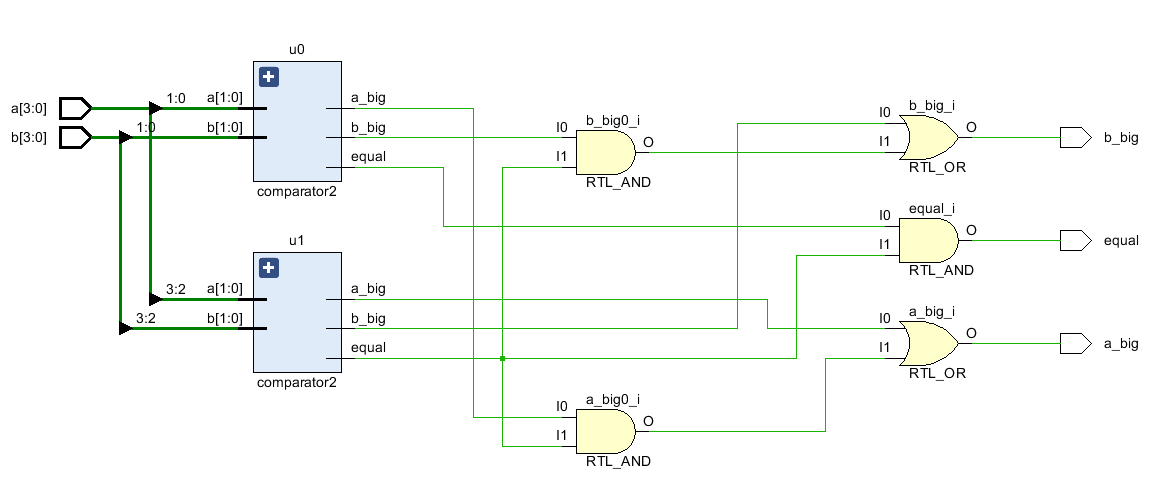 u0
a[3:0]
1:0
a[1:0]
a_big
b[3:0]
1:0
b[1:0]
b_big
equal
comparator2
I0
b_big0_i
I1
O
RTL_AND
I0
b_big_i
I1
O
RTL_OR
b_big
I0
equal_i
I1
O
RTL_AND
equal
u1
3:2
a[1:0]
a_big
3:2
b[1:0]
b_big
equal
comparator2
I0
a_big_i
I1
O
RTL_OR
a_big
I0
a_big0_i
I1
O
RTL_AND